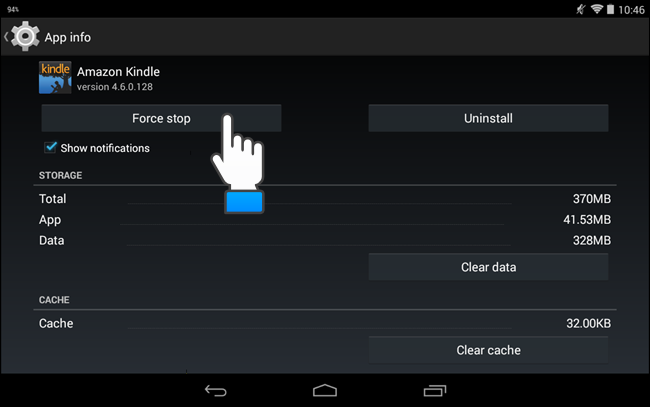 94% 10:46
App info
kindle
Amazon Kindle
version 4.6.0.128
Force stop Uninstall
Show notifications
STORAGE
Total 370MB
App 41.53MB
Data 328MB
Clear data
CACHE
Cache 32.00KB
Clear cache